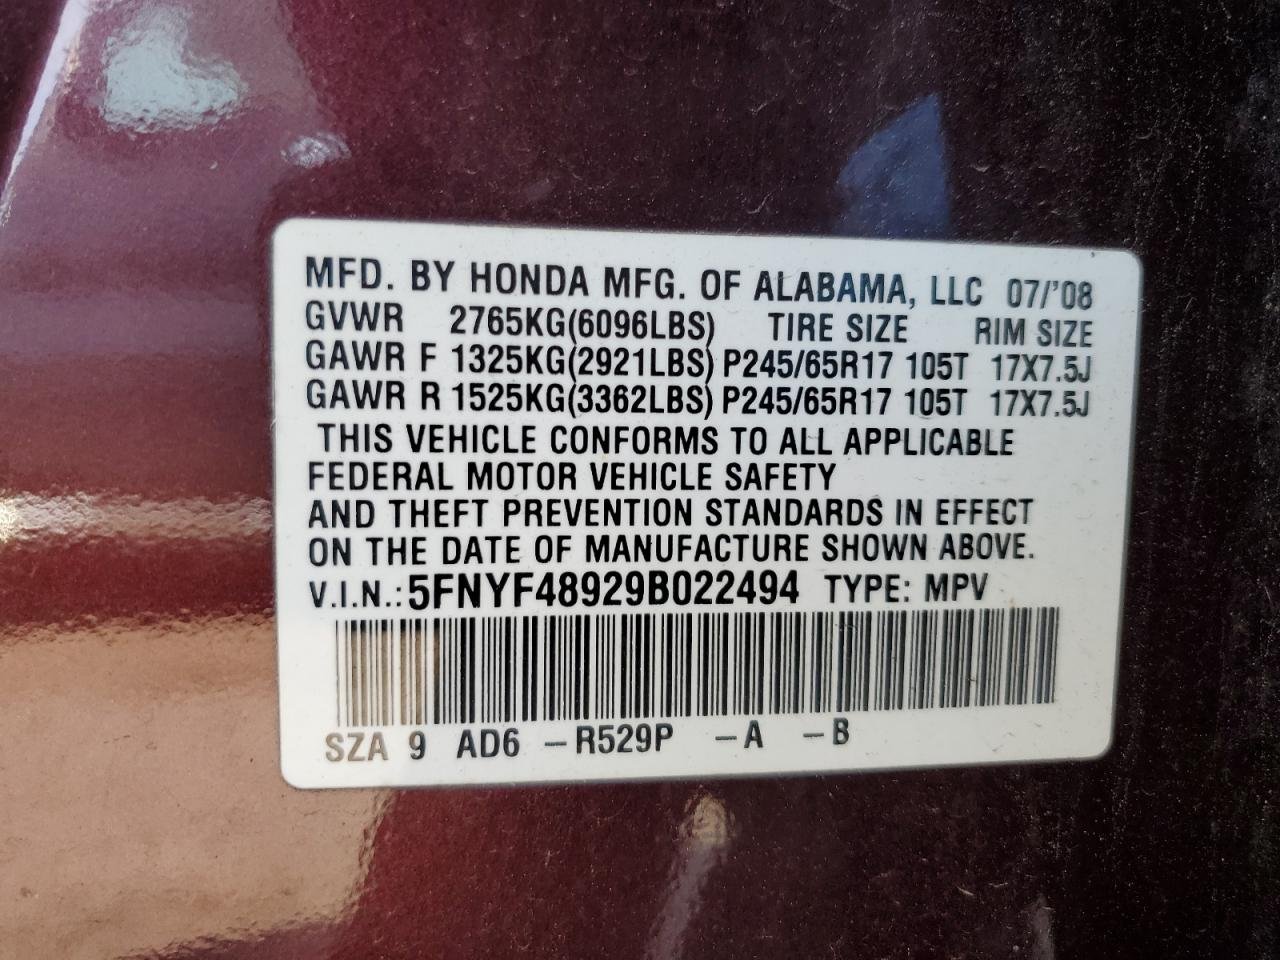 MFD. BY HONDA MFG. OF ALABAMA, LLC 07/'08
GVWR 2765KG(6096LBS) TIRE SIZE RIM SIZE
GAWR F 1325KG(2921LBS) P245/65R17 105T 17X7.5J
GAWR R 1525KG(3362LBS) P245/65R17 105T 17X7.5J
THIS VEHICLE CONFORMS TO ALL APPLICABLE
FEDERAL MOTOR VEHICLE SAFETY
AND THEFT PREVENTION STANDARDS IN EFFECT
ON THE DATE OF MANUFACTURE SHOWN ABOVE.
V.I.N.: 5FNYF48929B022494 TYPE: MPV
SZA 9 AD6 –R529P –A –B